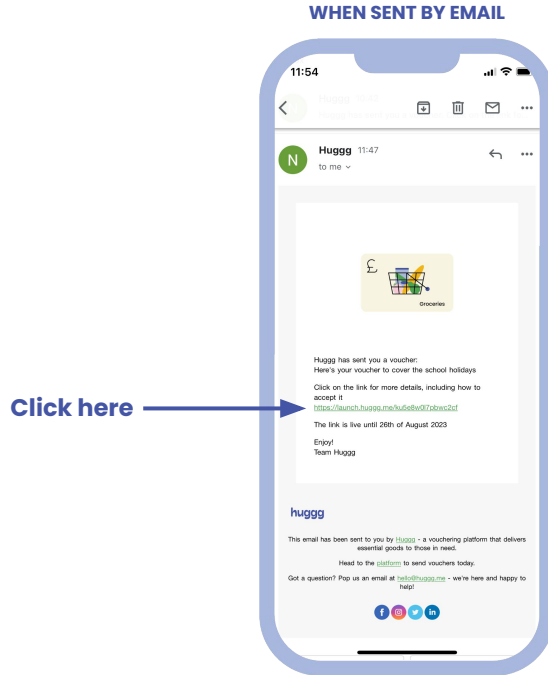 WHEN SENT BY EMAIL
11:54
N
Huggg 11:47
to me
£
Groceries
Huggg has sent you a voucher:
Here's your voucher to cover the school holidays
Click on the link for more details, including how to
accept it
https://launch.huggg.me/ku5e8w0l7pbwc2cf
Click here
The link is live until 26th of August 2023
Enjoy!
Team Huggg
huggg
This email has been sent to you by Huggg - a vouchering platform that delivers
essential goods to those in need.
Head to the platform to send vouchers today.
Got a question? Pop us an email at hello@huggg.me - we're here and happy to
help!
f
in